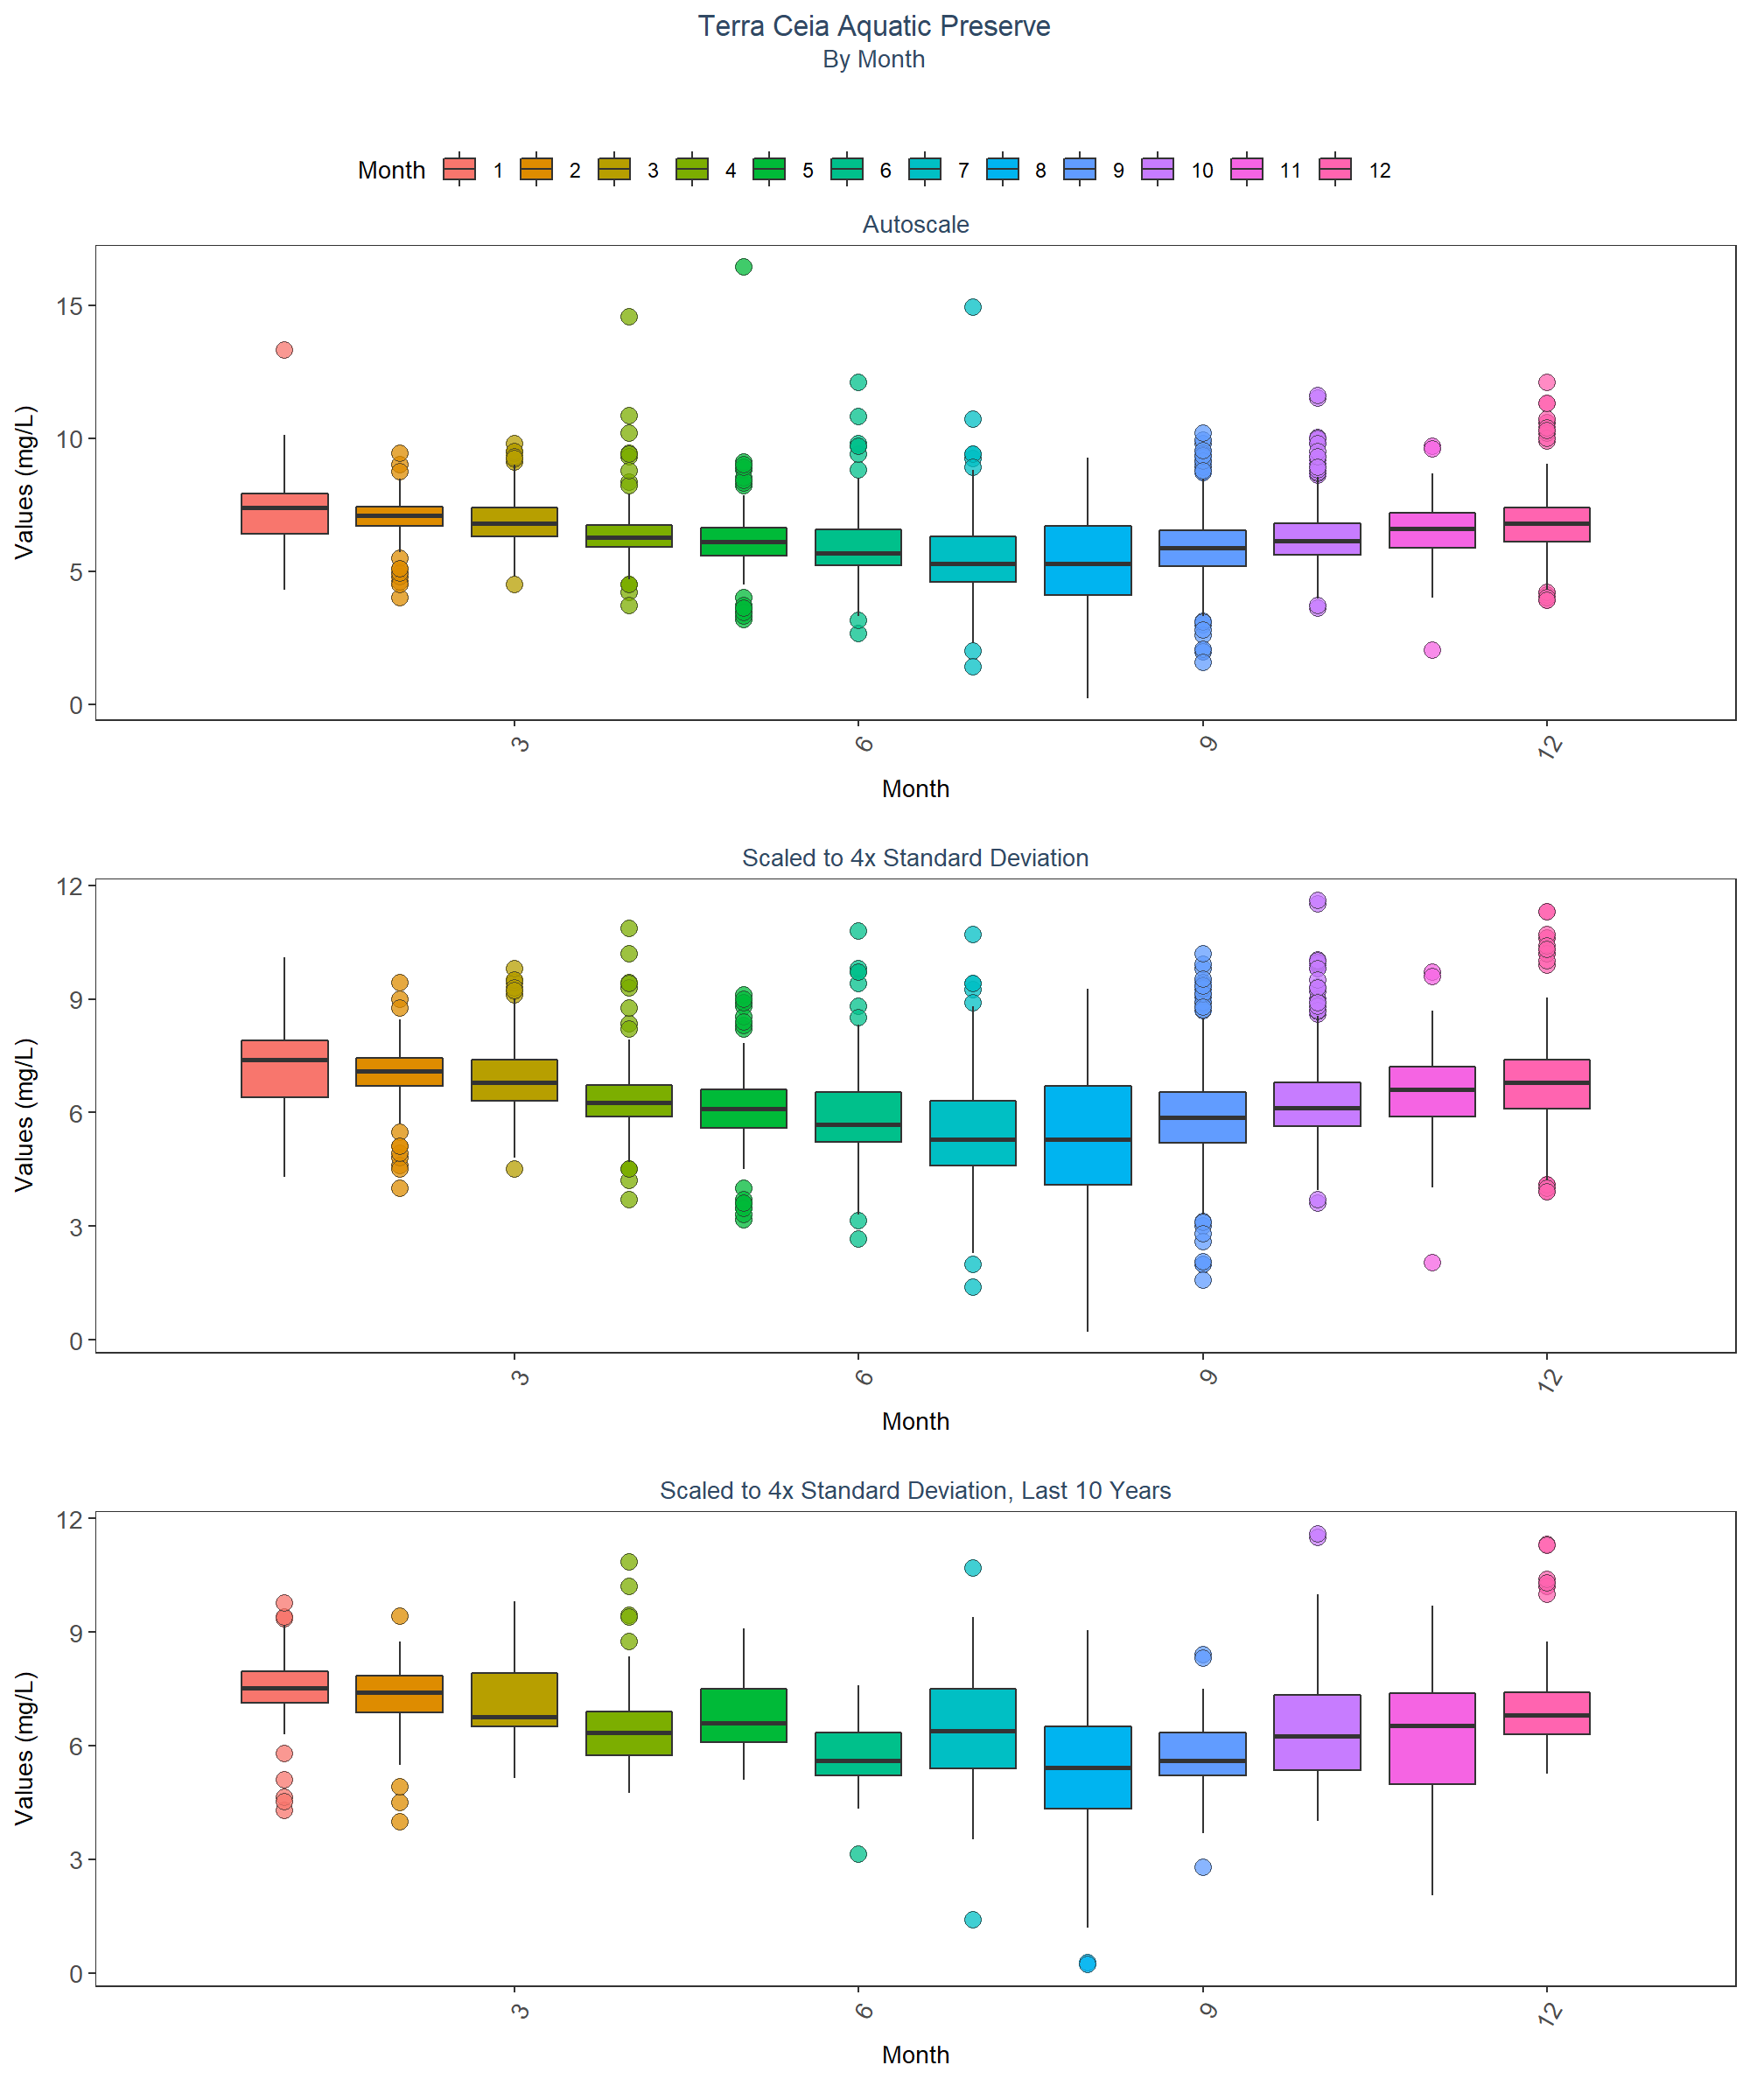 Terra Ceia Aquatic Preserve
By Month
Month 1 2 3 4 5 6 7 8 9 10 11 12
Autoscale
Values (mg/L)
15
10
5
0
3 6 9 12
Month
Scaled to 4x Standard Deviation
Values (mg/L)
12
9
6
3
0
3 6 9 12
Month
Scaled to 4x Standard Deviation, Last 10 Years
Values (mg/L)
12
9
6
3
0
3 6 9 12
Month